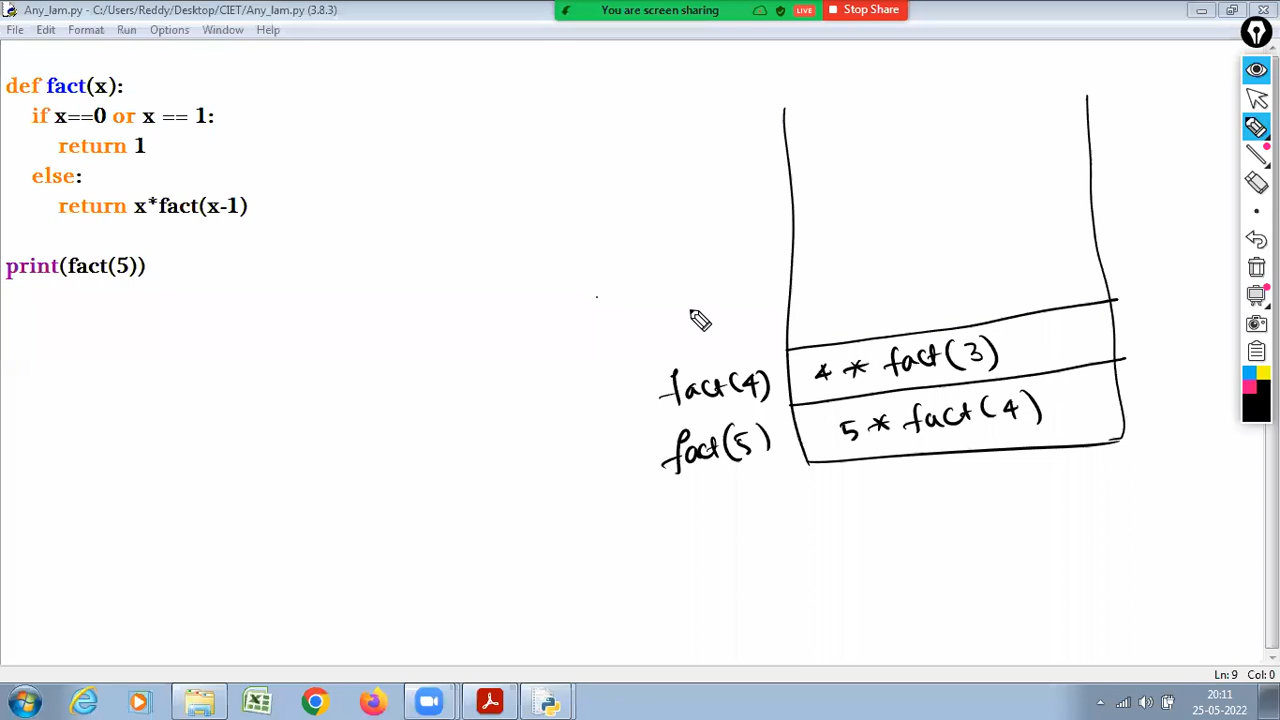 Any_lam.py - C:/Users/Reddy/Desktop/CIET/Any_lam.py (3.8.3)
You are screen sharing
LIVE
Stop Share
File Edit Format Run Options Window Help
def fact(x):
if x==0 or x == 1:
return 1
else:
return x*fact(x-1)
print(fact(5))
fact(4) 4 * fact(3)
fact(5) 5 * fact(4)
Ln: 9 Col: 0
20:11
25-05-2022